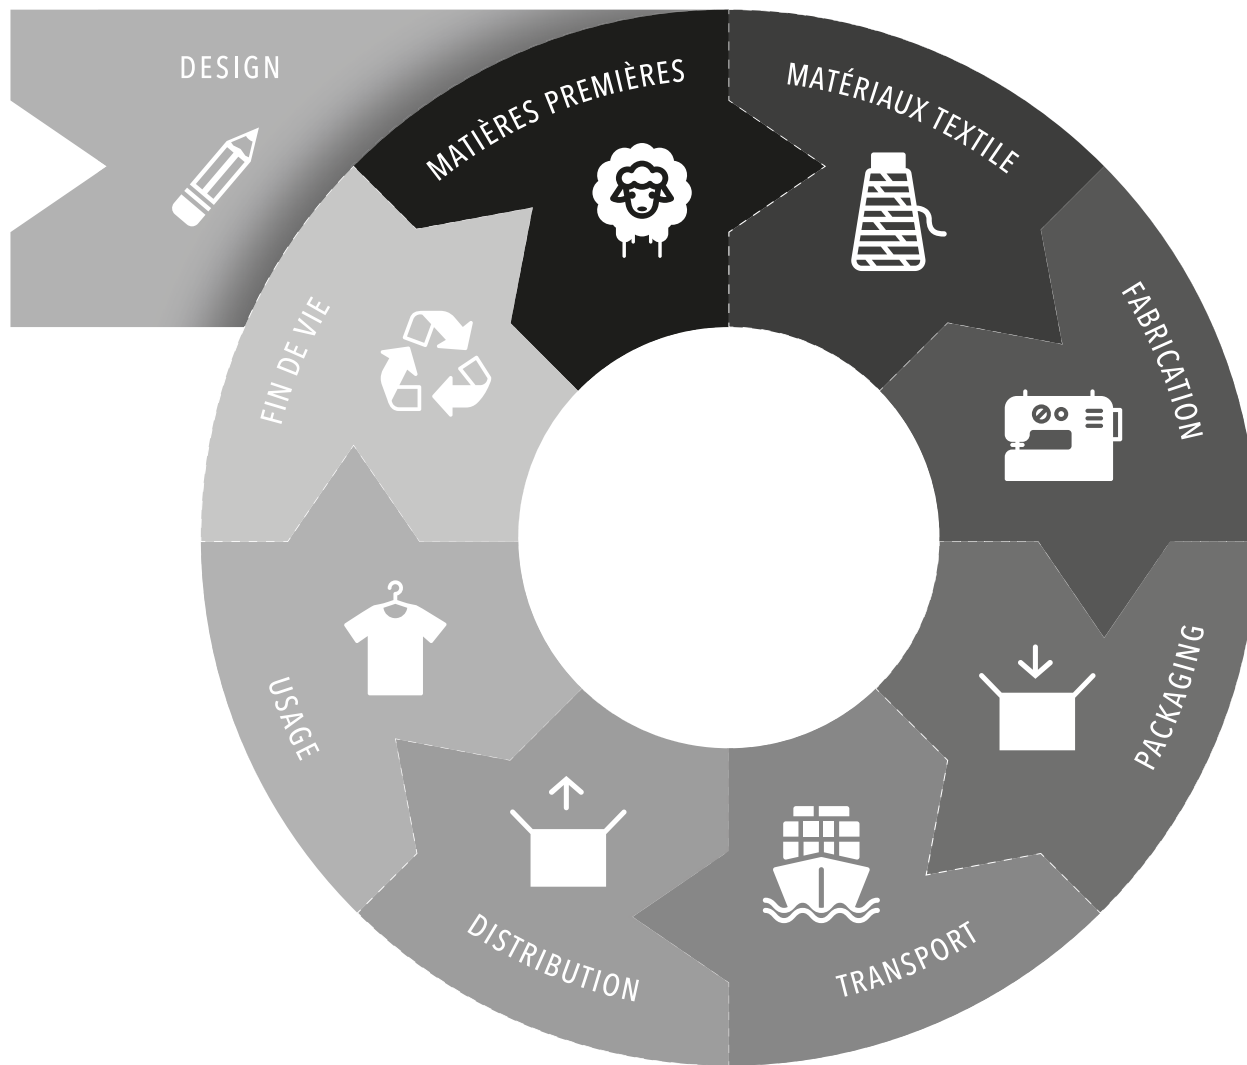 DESIGN
MATIÈRES PREMIÈRES
MATÉRIAUX TEXTILE
FABRICATION
PACKAGING
TRANSPORT
DISTRIBUTION
USAGE
FIN DE VIE